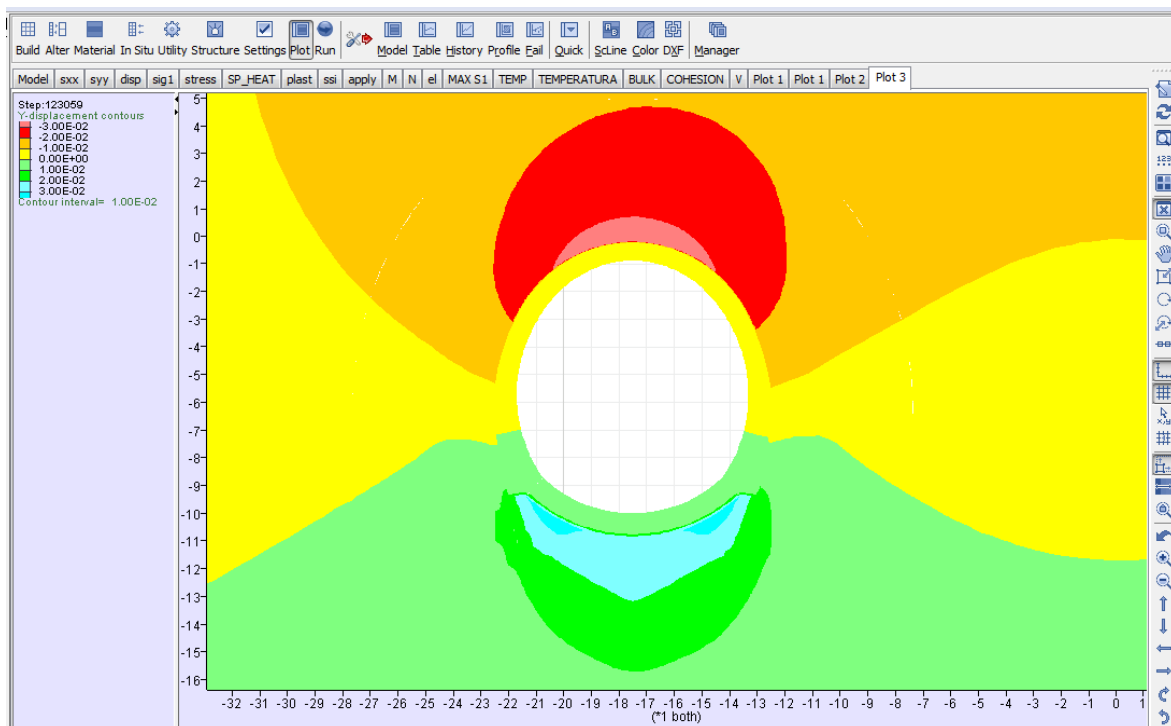 Build Alter Material In Situ Utility Structure Settings Plot Run Model Table History Profile Fail Quick ScLine Color DXF Manager
Model sxx syy disp sig1 stress SP_HEAT plast ssi apply M N el MAX S1 TEMP TEMPERATURA BULK COHESION V Plot 1 Plot 1 Plot 2 Plot 3
Step:123059
Y-displacement contours
-3.00E-02
-2.00E-02
-1.00E-02
0.00E+00
1.00E-02
2.00E-02
3.00E-02
Contour interval= 1.00E-02
5
4
3
2
1
0
-1
-2
-3
-4
-5
-6
-7
-8
-9
-10
-11
-12
-13
-14
-15
-16
-32 -31 -30 -29 -28 -27 -26 -25 -24 -23 -22 -21 -20 -19 -18 -17 -16 -15 -14 -13 -12 -11 -10 -9 -8 -7 -6 -5 -4 -3 -2 -1 0 1
(*1 both)
123
x,y